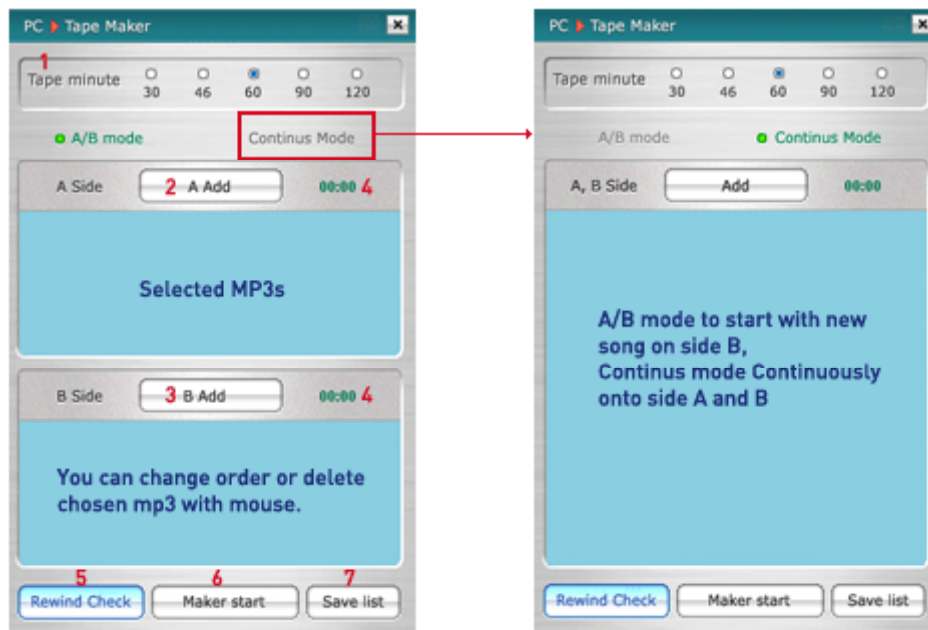 PC Tape Maker
1
Tape minute 30 46 60 90 120
A/B mode Continus Mode
A Side 2 A Add 00:00 4
Selected MP3s
B Side 3 B Add 00:00 4
You can change order or delete
chosen mp3 with mouse.
5 6 7
Rewind Check Maker start Save list
PC Tape Maker
Tape minute 30 46 60 90 120
A/B mode Continus Mode
A, B Side Add 00:00
A/B mode to start with new
song on side B,
Continus mode Continuously
onto side A and B
Rewind Check Maker start Save list